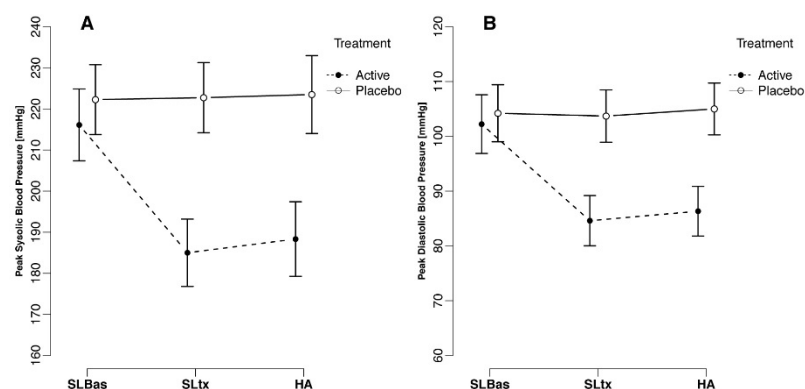 A
Treatment
Active
Placebo
Peak Sysolic Blood Pressure [mmHg]
240
230
220
210
200
190
180
170
160
SLBas
SLtx
HA
B
Treatment
Active
Placebo
Peak Diastolic Blood Pressure [mmHg]
120
110
100
90
80
70
60
SLBas
SLtx
HA